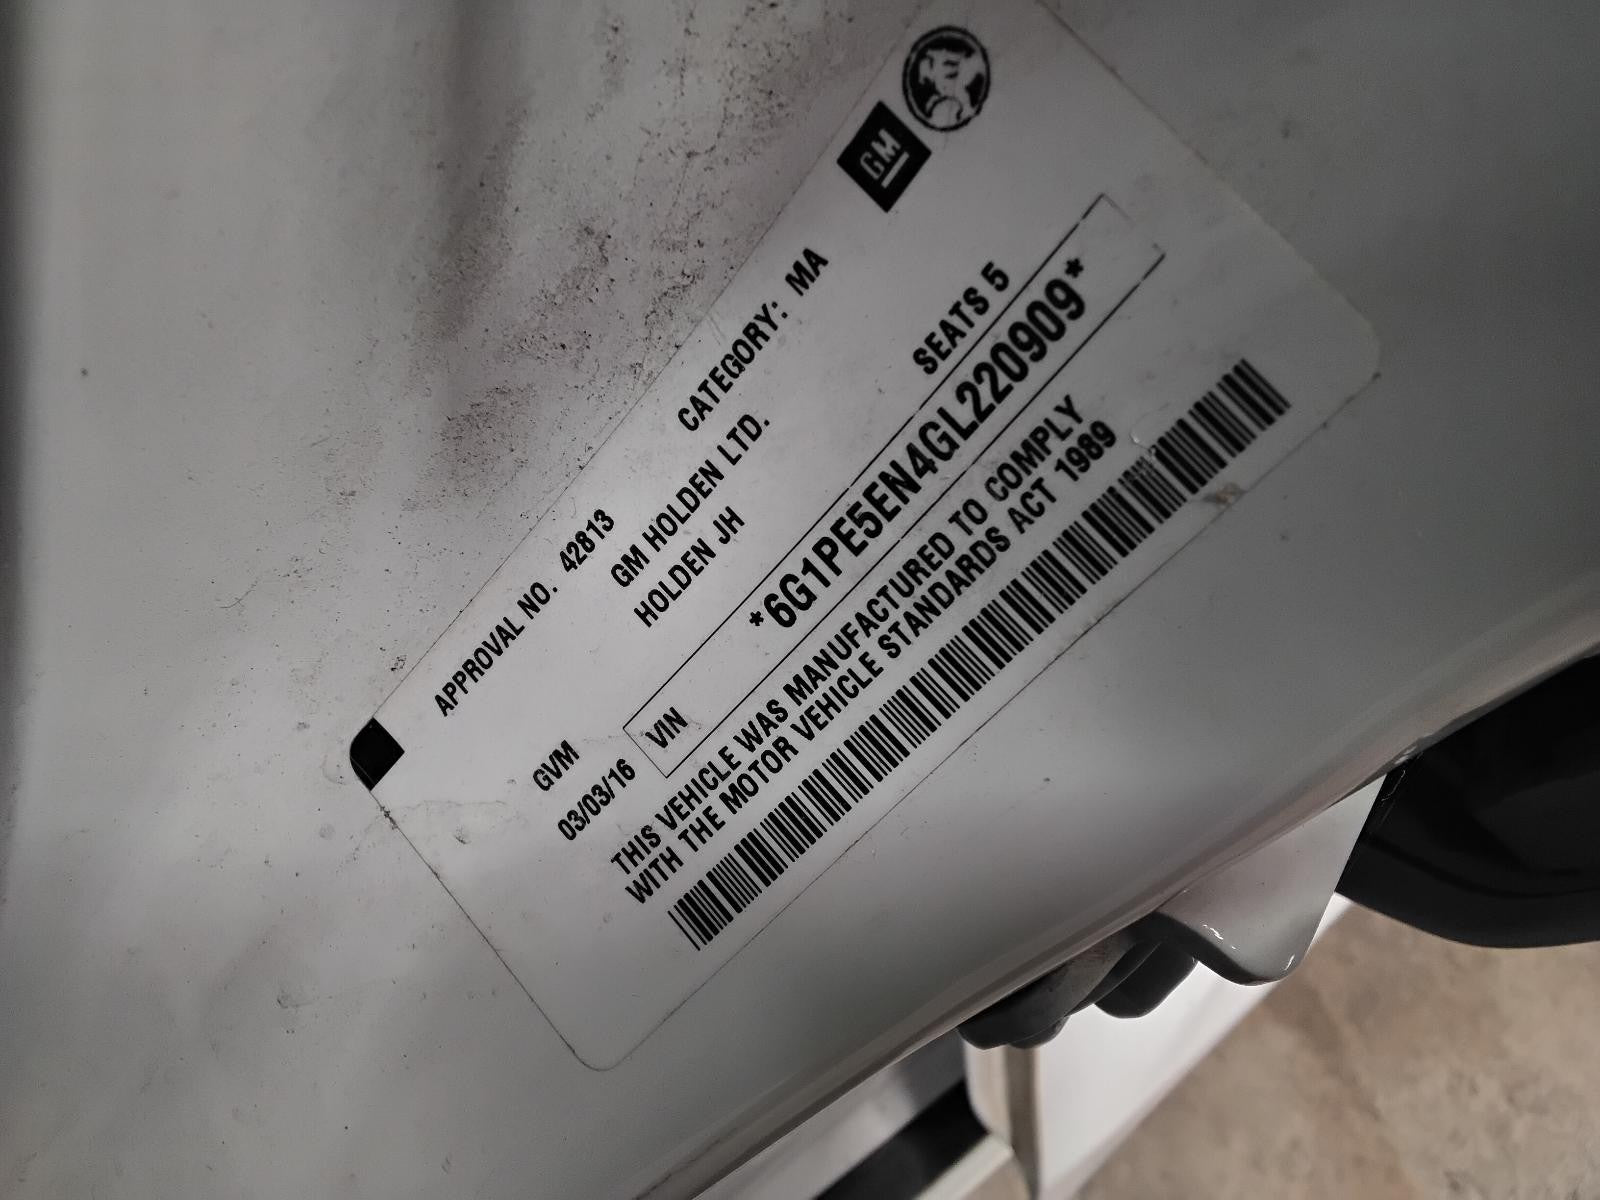 GM
APPROVAL NO. 42813 CATEGORY: MA
GM HOLDEN LTD.
HOLDEN JH
GVM SEATS 5
03/03/16
VIN *6G1PE5EN4GL220909*
THIS VEHICLE WAS MANUFACTURED TO COMPLY
WITH THE MOTOR VEHICLE STANDARDS ACT 1989